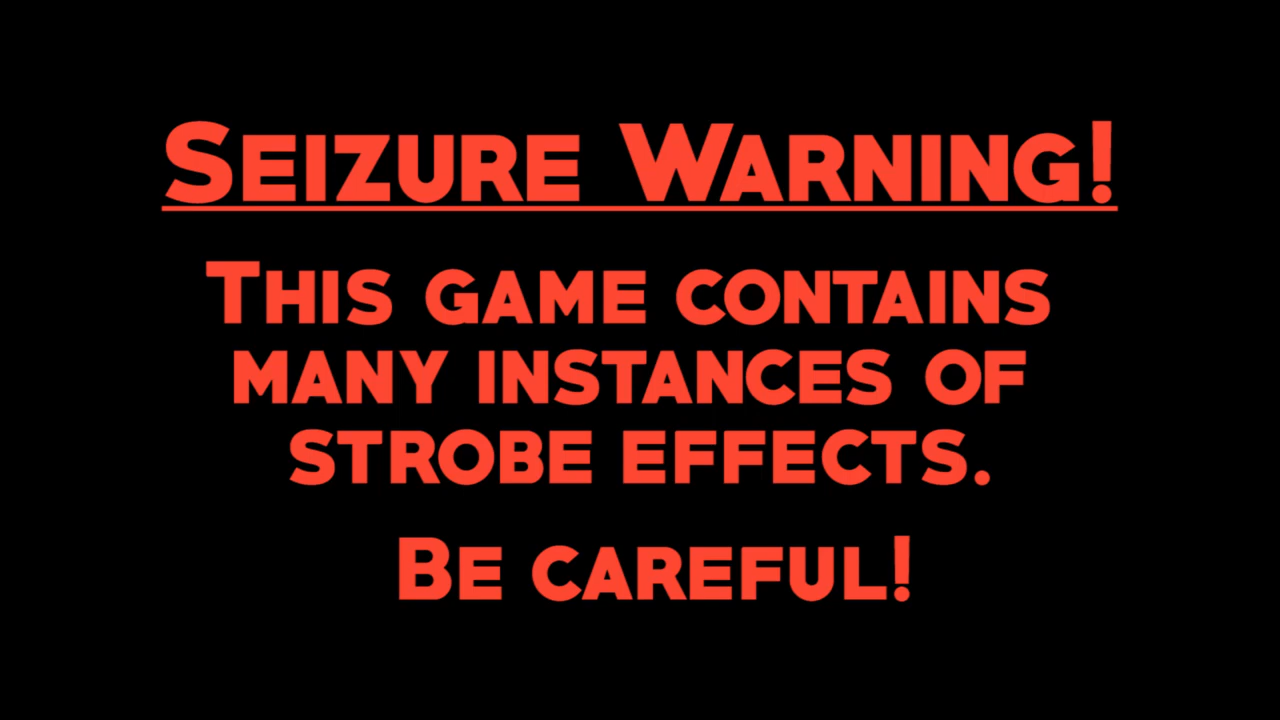 Seizure Warning!
This game contains
many instances of
strobe effects.
Be careful!